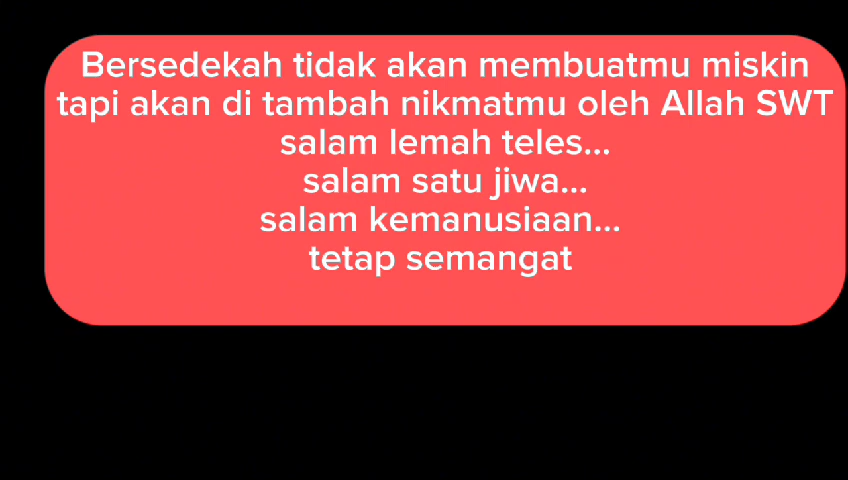 Bersedekah tidak akan membuatmu miskin
tapi akan di tambah nikmatmu oleh Allah SWT
salam lemah teles...
salam satu jiwa...
salam kemanusiaan...
tetap semangat